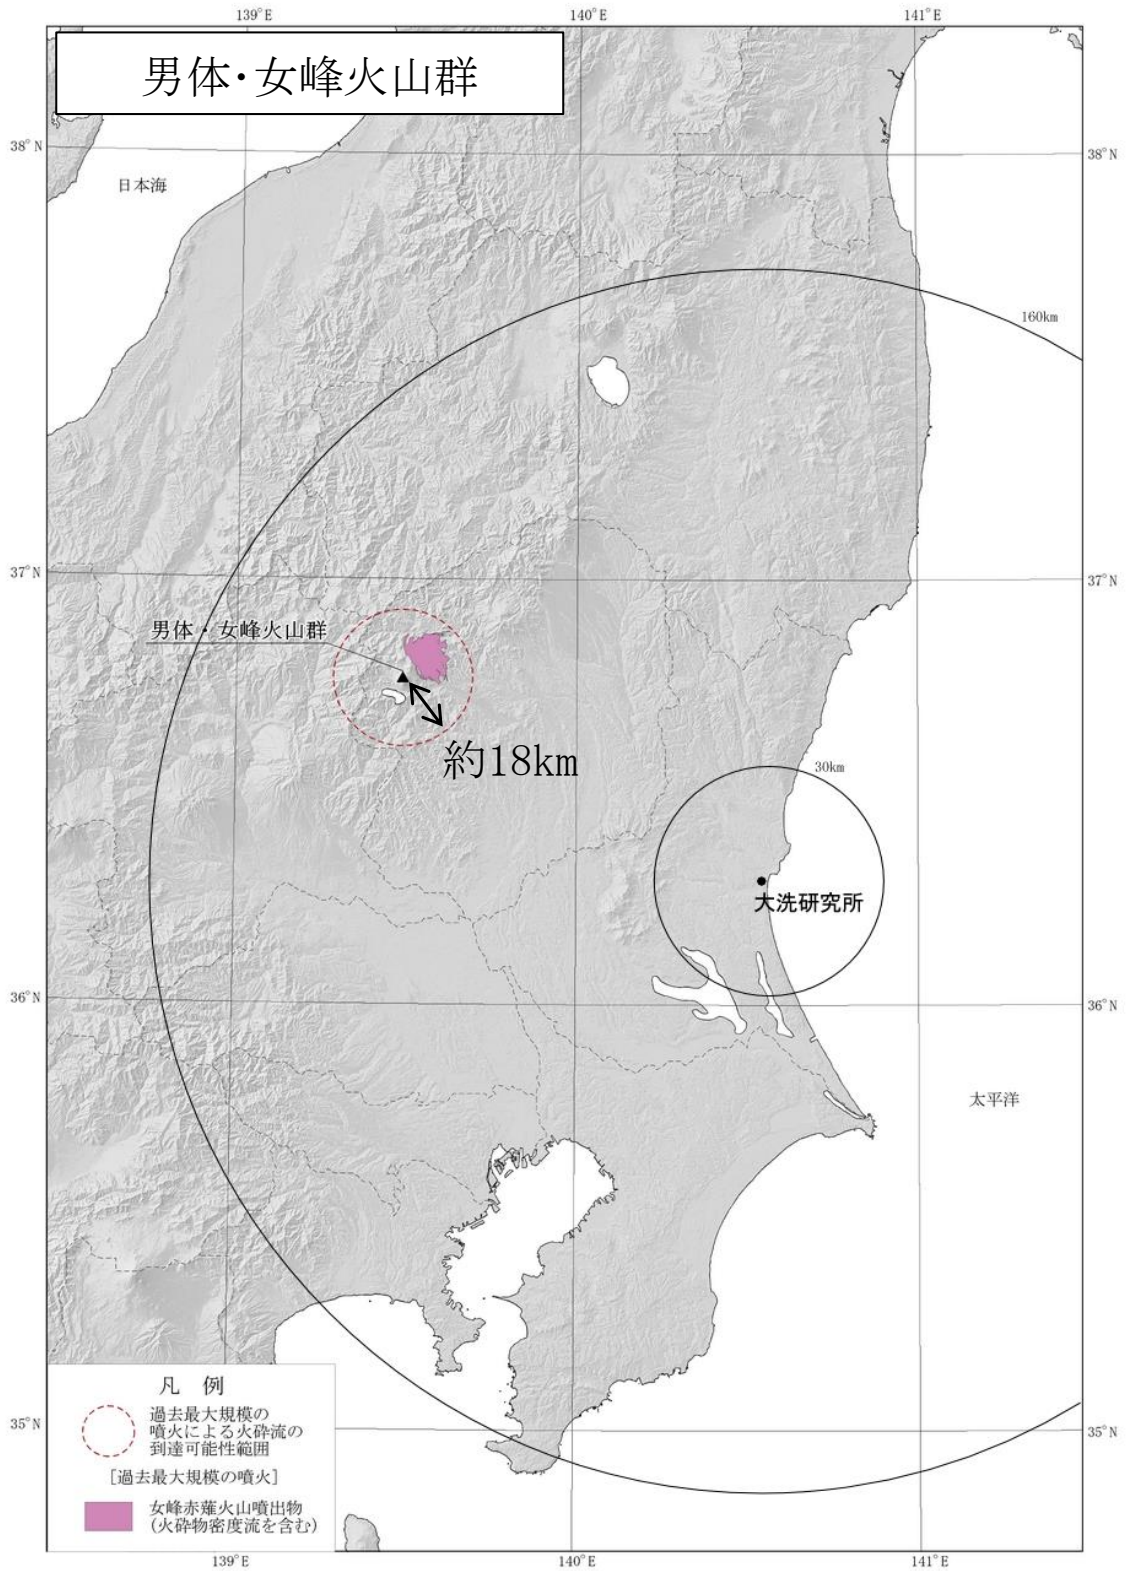 139°E
140°E
141°E
男体・女峰火山群
38°N
38°N
日本海
160km
37°N
37°N
男体・女峰火山群
約18km
30km
大洗研究所
36°N
36°N
太平洋
凡 例
過去最大規模の
噴火による火砕流の
到達可能性範囲
[過去最大規模の噴火]
女峰赤薙火山噴出物
(火砕物密度流を含む)
35°N
35°N
139°E
140°E
141°E